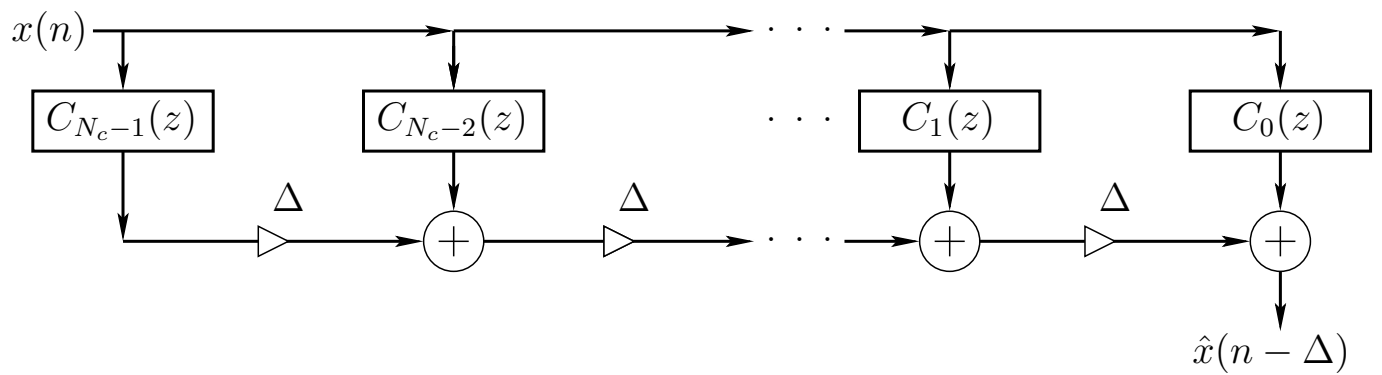 x(n) · · ·
C_{N_c−1}(z) C_{N_c−2}(z) · · · C_1(z) C_0(z)
Δ Δ Δ
+ · · · + +
x̂(n − Δ)